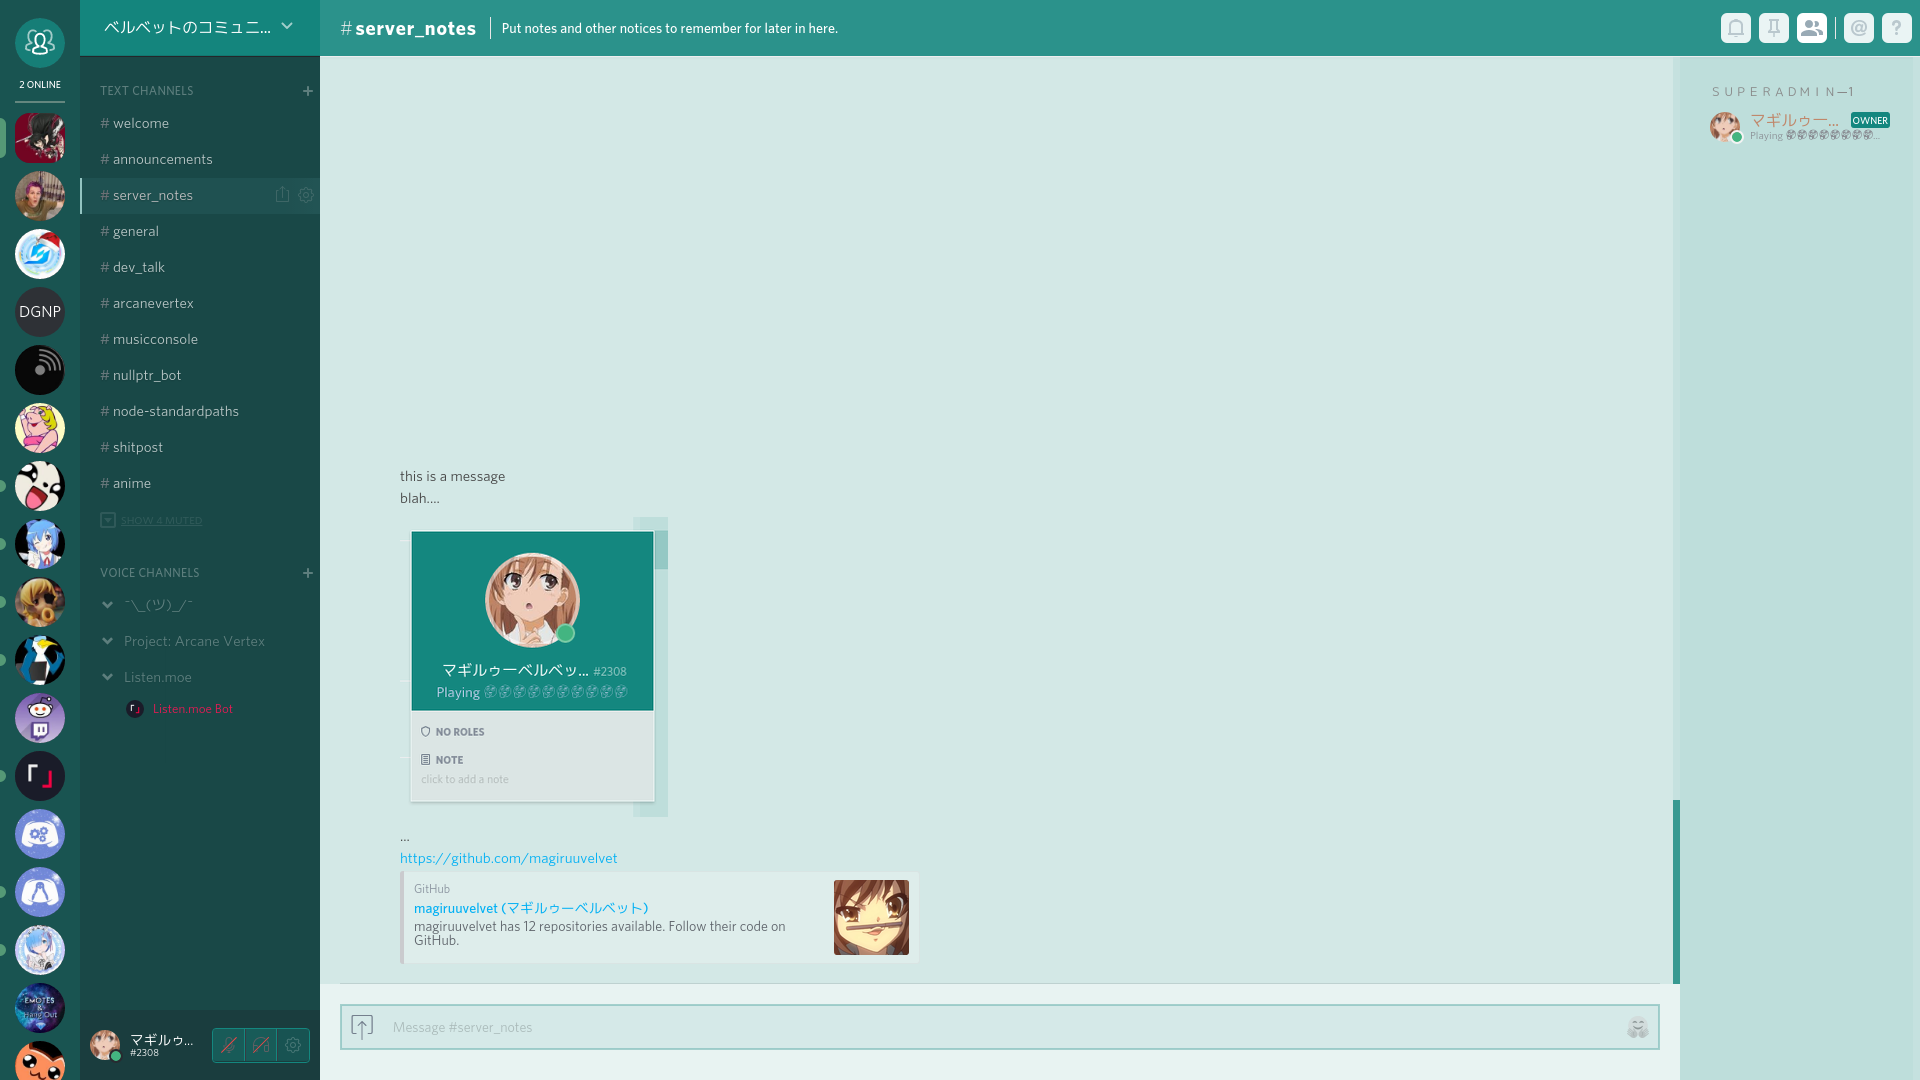 2 ONLINE
DGNP
EMOTES
&
Hang Out
ベルベットのコミュニ...
TEXT CHANNELS
# welcome
# announcements
# server_notes
# general
# dev_talk
# arcanevertex
# musicconsole
# nullptr_bot
# node-standardpaths
# shitpost
# anime
SHOW 4 MUTED
VOICE CHANNELS
¯\_(ツ)_/¯
Project: Arcane Vertex
Listen.moe
Listen.moe Bot
マギルゥ...
#2308
# server_notes
Put notes and other notices to remember for later in here.
this is a message
blah....
マギルゥーベルベッ... #2308
Playing
NO ROLES
NOTE
click to add a note
...
https://github.com/magiruuvelvet
GitHub
magiruuvelvet (マギルゥーベルベット)
magiruuvelvet has 12 repositories available. Follow their code on
GitHub.
Message #server_notes
@
?
SUPERADMIN—1
マギルゥー... OWNER
Playing ...